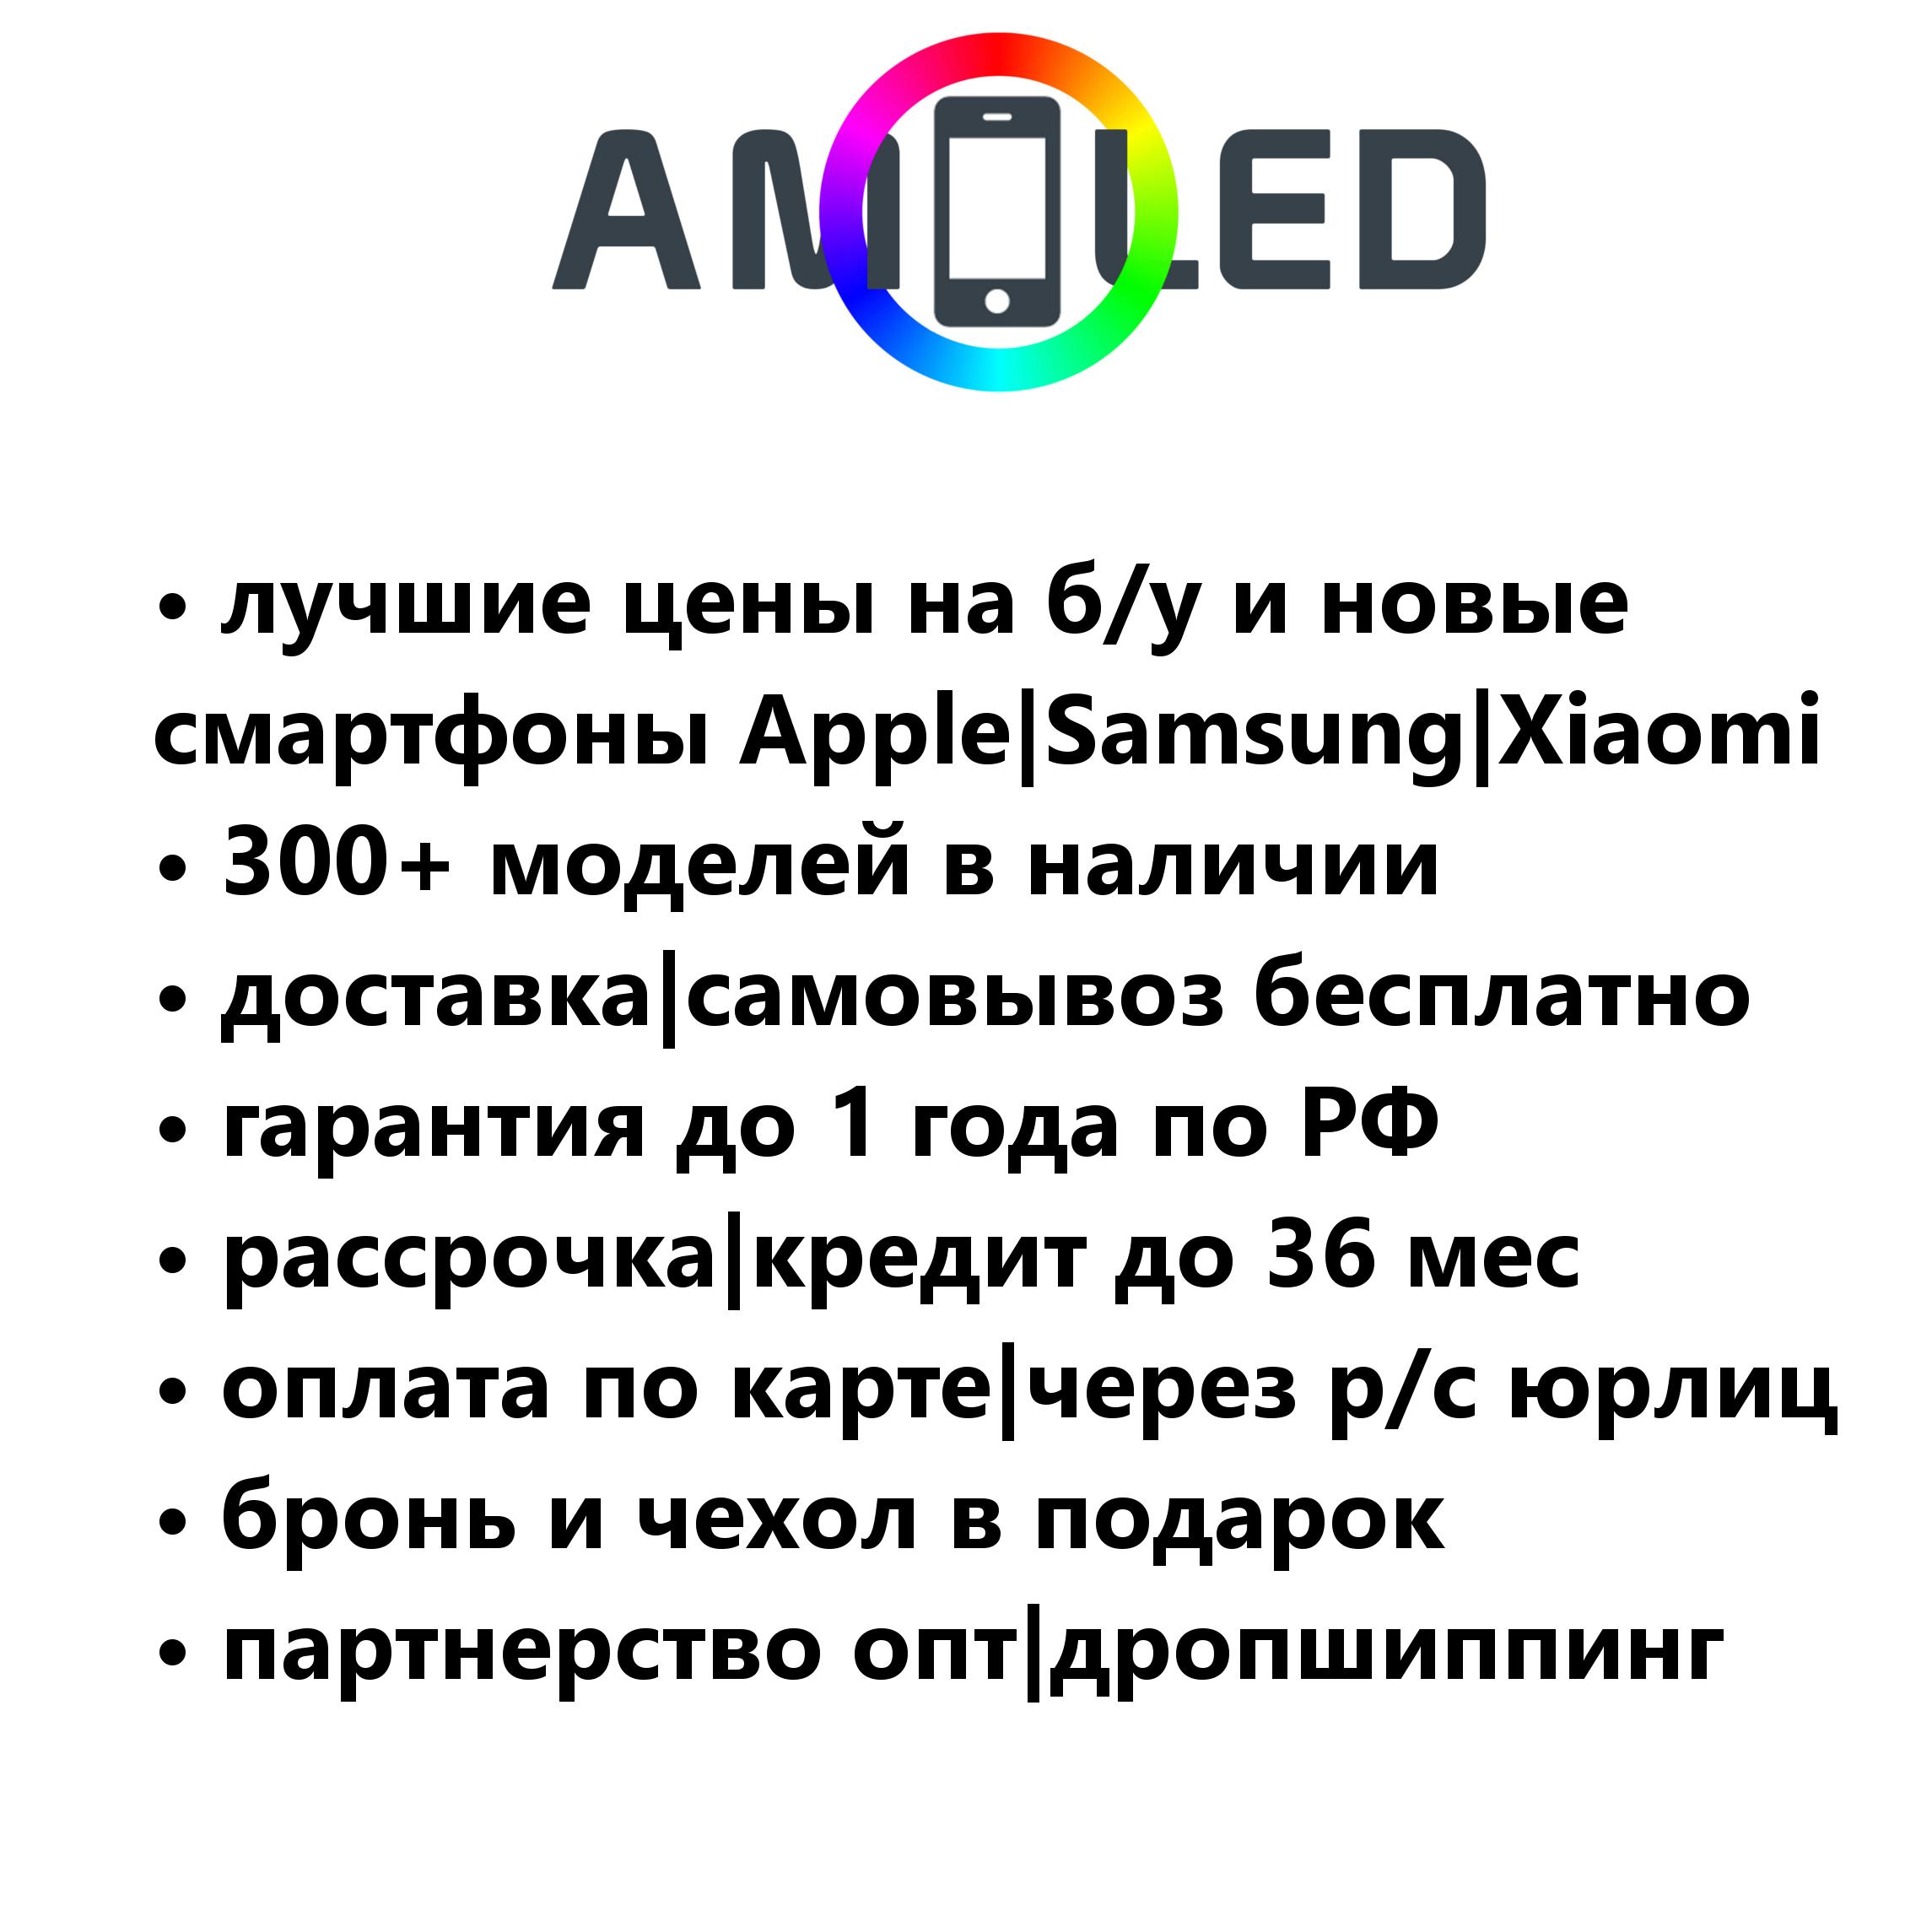 AMOLED
• лучшие цены на б/у и новые
смартфоны Apple|Samsung|Xiaomi
• 300+ моделей в наличии
• доставка|самовывоз бесплатно
• гарантия до 1 года по РФ
• рассрочка|кредит до 36 мес
• оплата по карте|через р/с юрлиц
• бронь и чехол в подарок
• партнерство опт|дропшиппинг